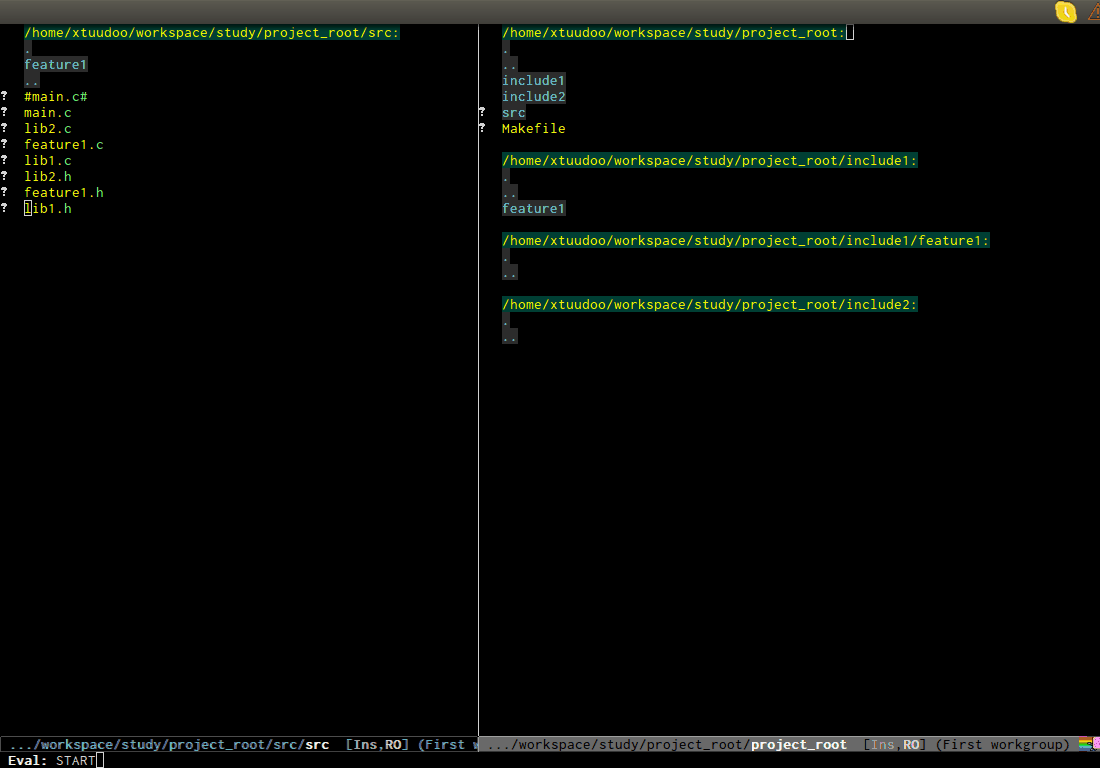 /home/xtuudoo/workspace/study/project_root/src:
.
feature1
..
? #main.c#
? main.c
? lib2.c
? feature1.c
? lib1.c
? lib2.h
? feature1.h
? lib1.h
/home/xtuudoo/workspace/study/project_root:
.
..
include1
include2
? src
? Makefile
/home/xtuudoo/workspace/study/project_root/include1:
.
..
feature1
/home/xtuudoo/workspace/study/project_root/include1/feature1:
.
..
/home/xtuudoo/workspace/study/project_root/include2:
.
..
.../workspace/study/project_root/src/src [Ins,RO] (First w
.../workspace/study/project_root/project_root [Ins,RO] (First workgroup)
Eval: START